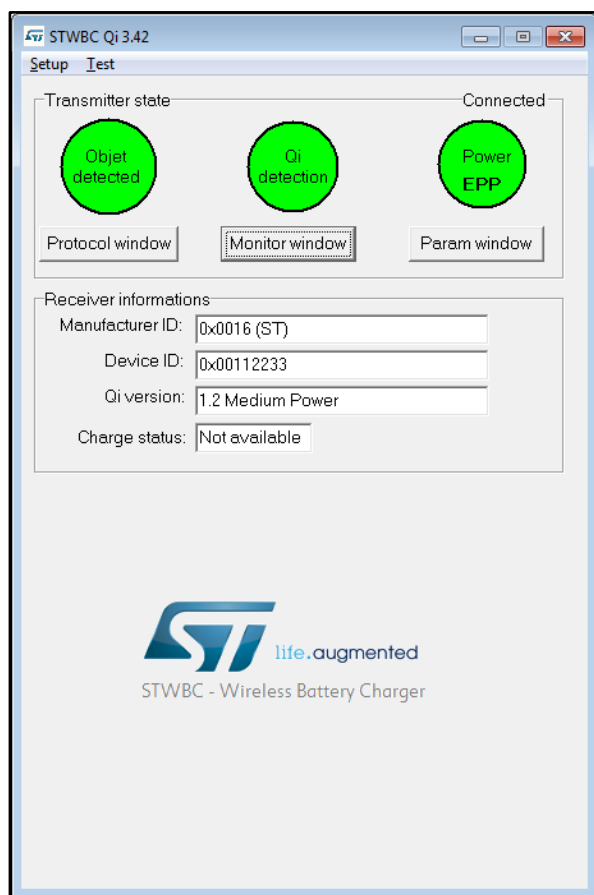 STWBC Qi 3.42
Setup Test
Transmitter state Connected
Objet detected
Qi detection
Power EPP
Protocol window Monitor window Param window
Receiver informations
Manufacturer ID: 0x0016 (ST)
Device ID: 0x00112233
Qi version: 1.2 Medium Power
Charge status: Not available
ST life.augmented
STWBC - Wireless Battery Charger